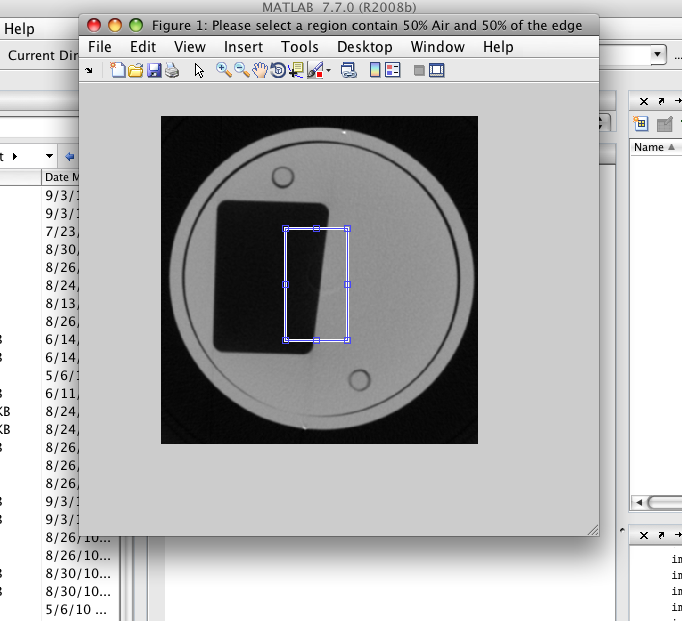 MATLAB 7.7.0 (R2008b)
Help
Figure 1: Please select a region contain 50% Air and 50% of the edge
File Edit View Insert Tools Desktop Window Help
Current Dir
...
Name
Date M
9/3/1
9/3/1
7/23/
8/30/
8/26/
8/24/
8/13/
8/26/
6/14/
6/14/
5/6/1
6/11/
KB 8/24/
KB 8/24/
8/26/
8/26/
8/26/
9/3/1
9/3/1
8/26/10...
8/26/10...
8/30/10...
8/30/10...
5/6/10 ...
im
im
im